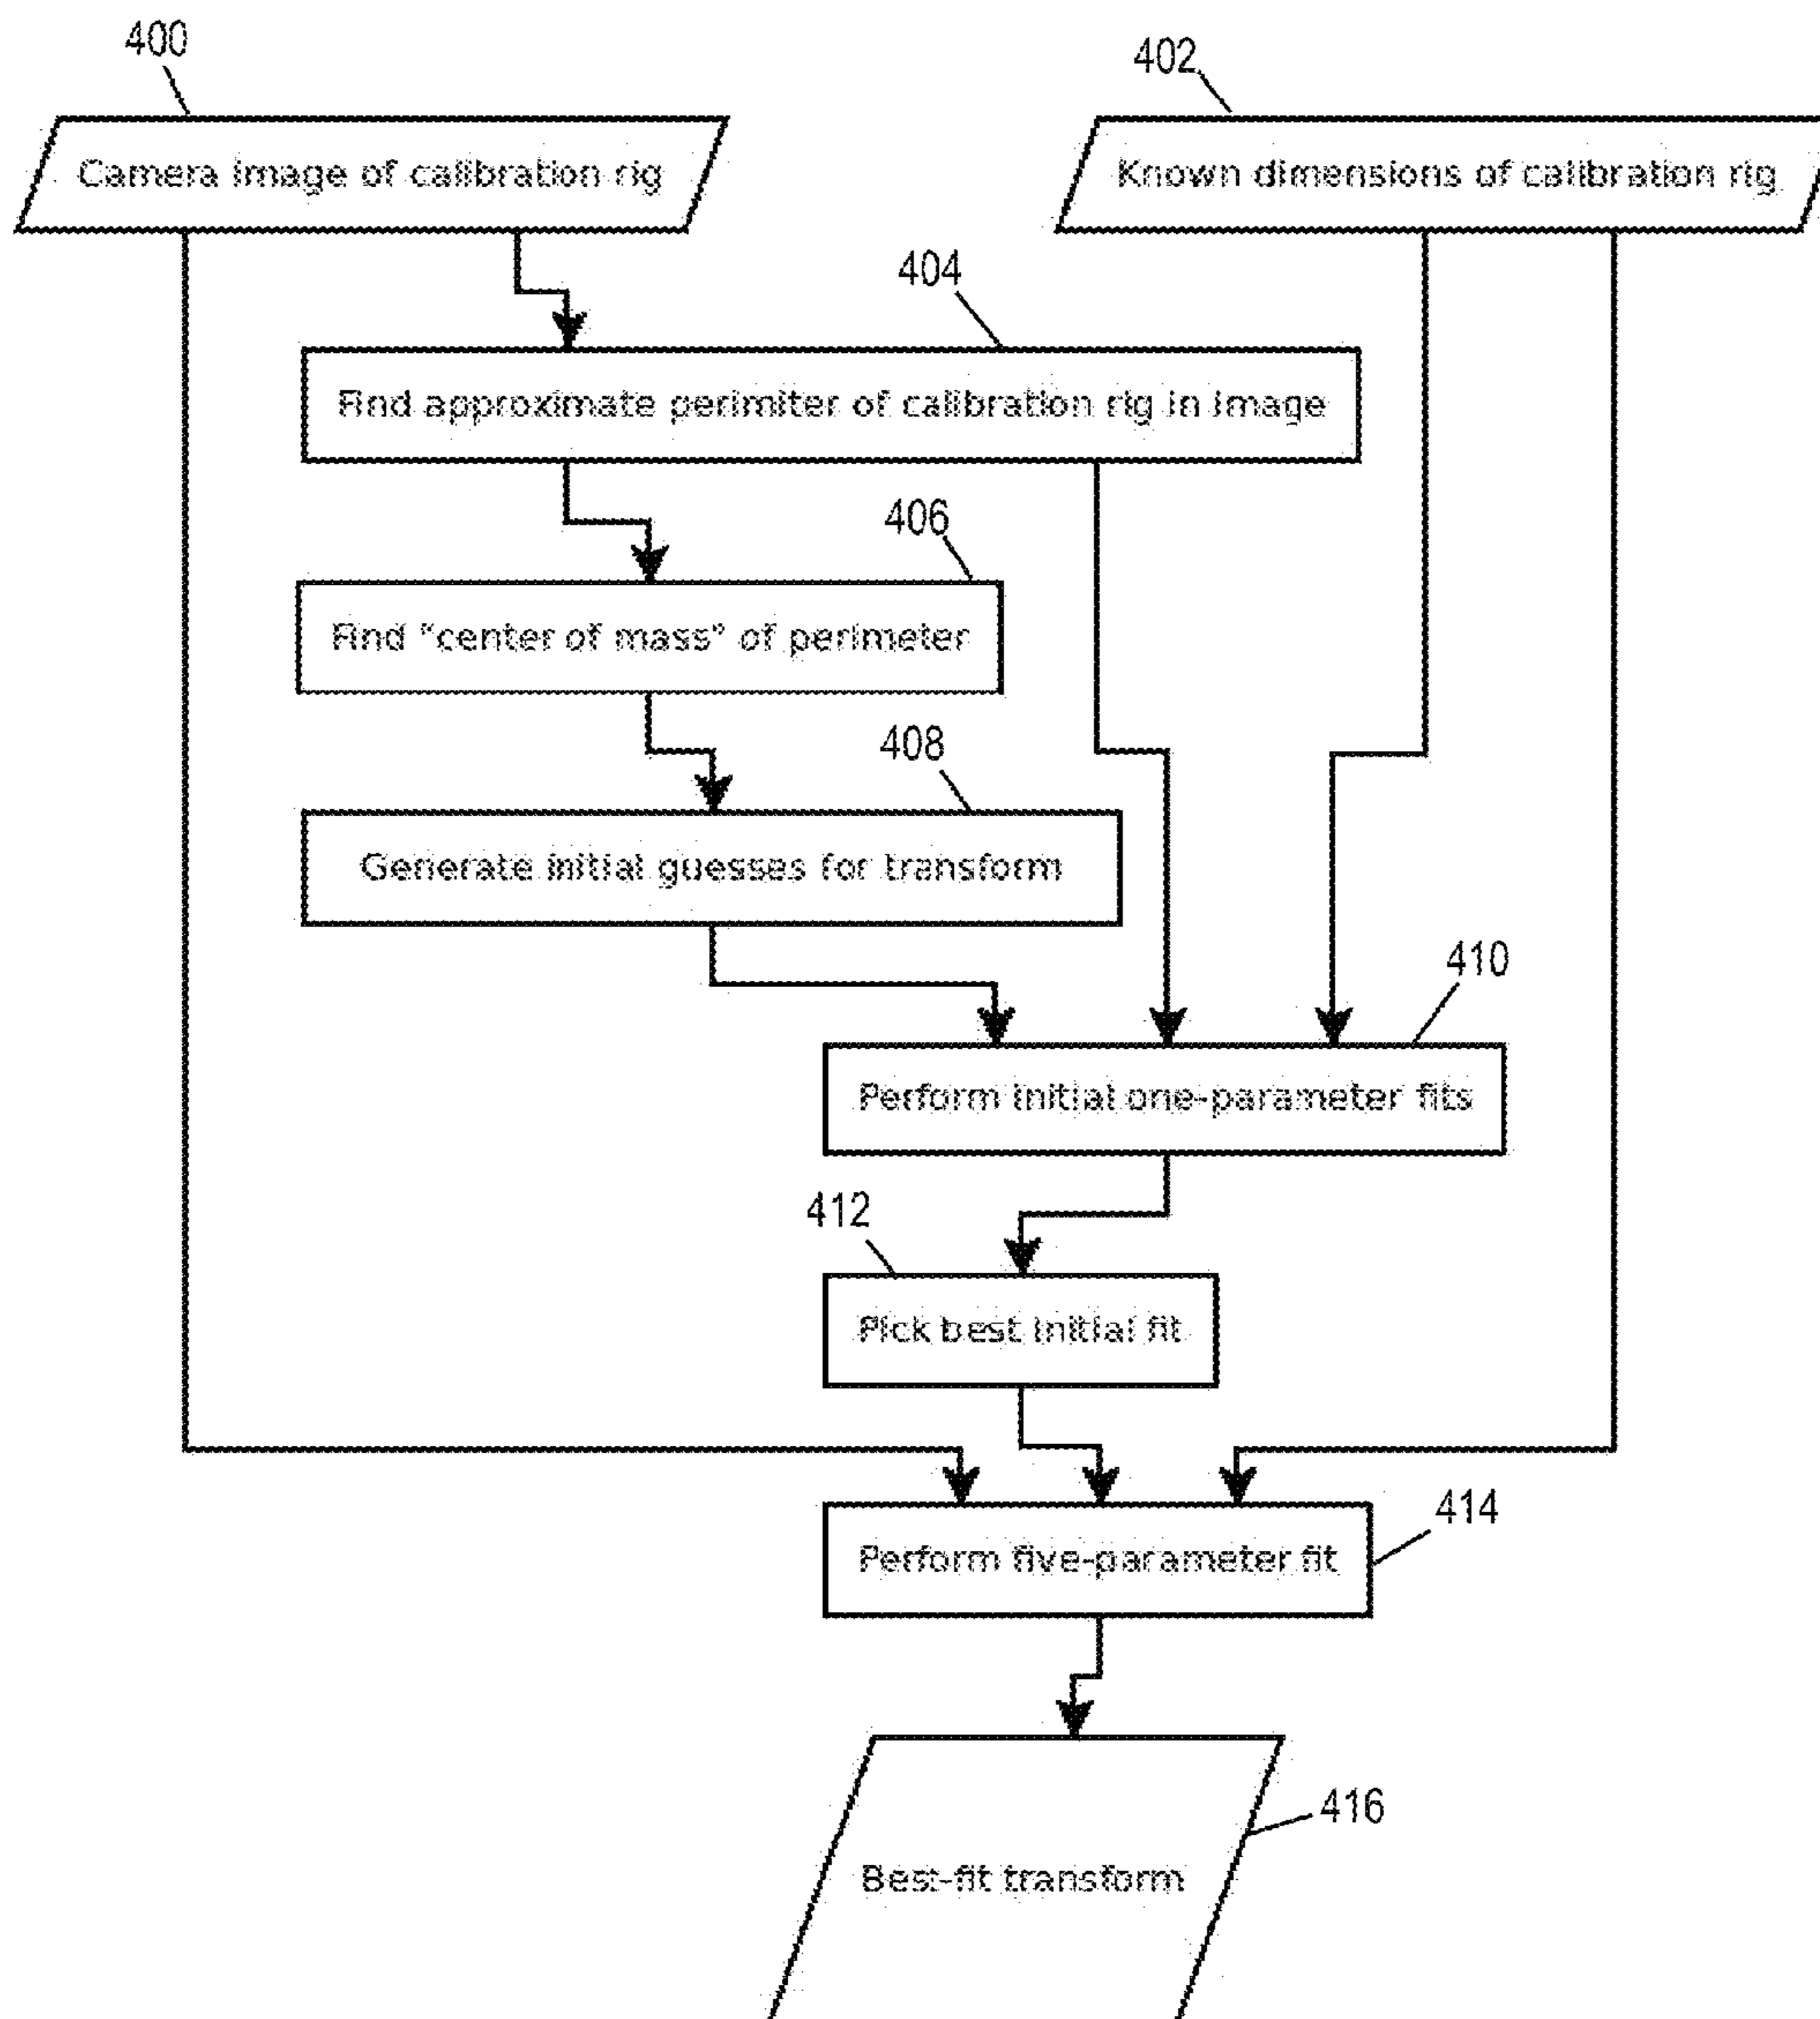 400
402
Camera image of calibration rig
Known dimensions of calibration rig
404
Find approximate perimiter of calibration rig in image
406
Find "center of mass" of perimeter
408
Generate initial guesses for transform
410
Perform initial one-parameter fits
412
Pick best initial fit
414
Perform five-parameter fit
416
Best-fit transform